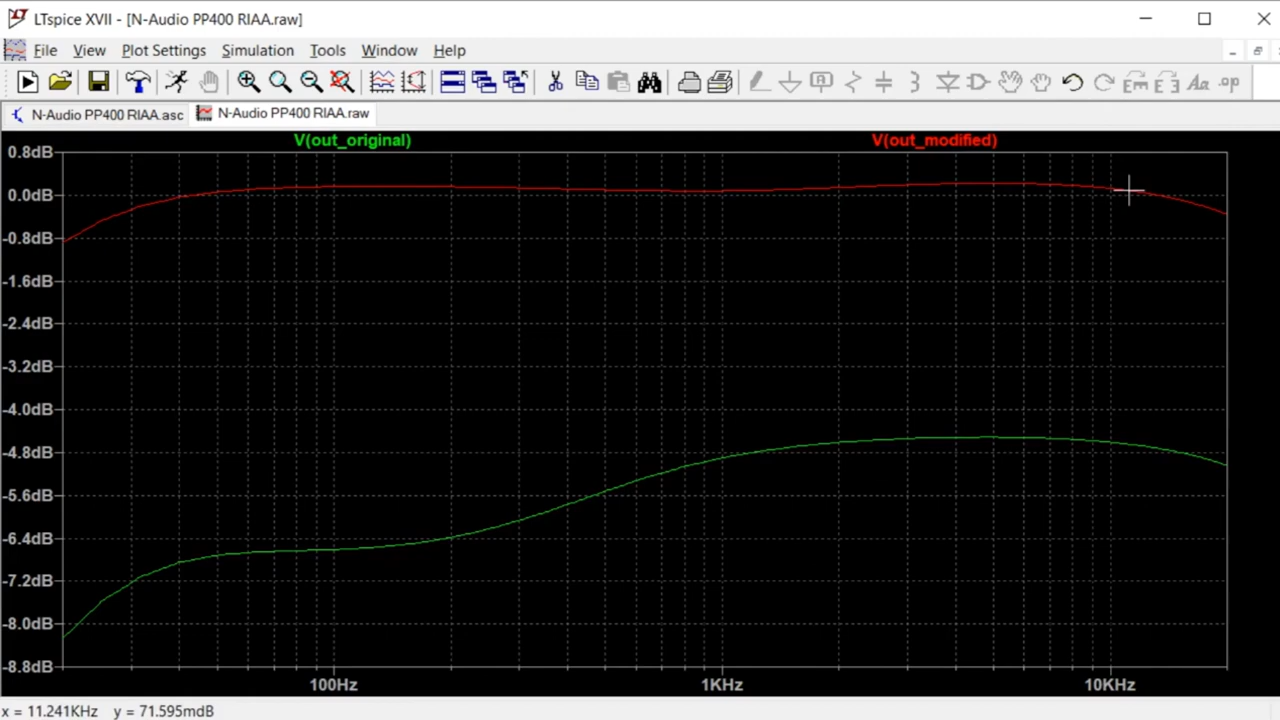 LTspice XVII - [N-Audio PP400 RIAA.raw]
File View Plot Settings Simulation Tools Window Help
.op
N-Audio PP400 RIAA.asc N-Audio PP400 RIAA.raw
V(out_original) V(out_modified)
0.8dB
0.0dB
-0.8dB
-1.6dB
-2.4dB
-3.2dB
-4.0dB
-4.8dB
-5.6dB
-6.4dB
-7.2dB
-8.0dB
-8.8dB
100Hz 1KHz 10KHz
x = 11.241KHz y = 71.595mdB